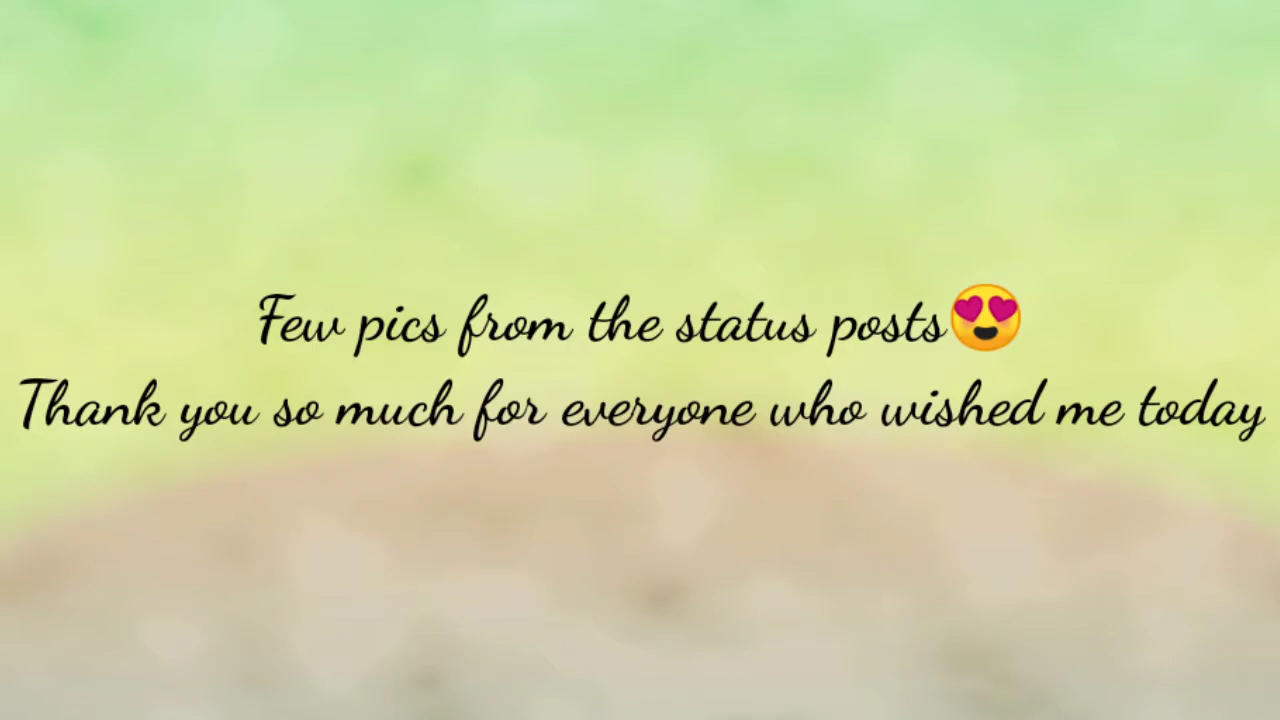 Few pics from the status posts😍
Thank you so much for everyone who wished me today